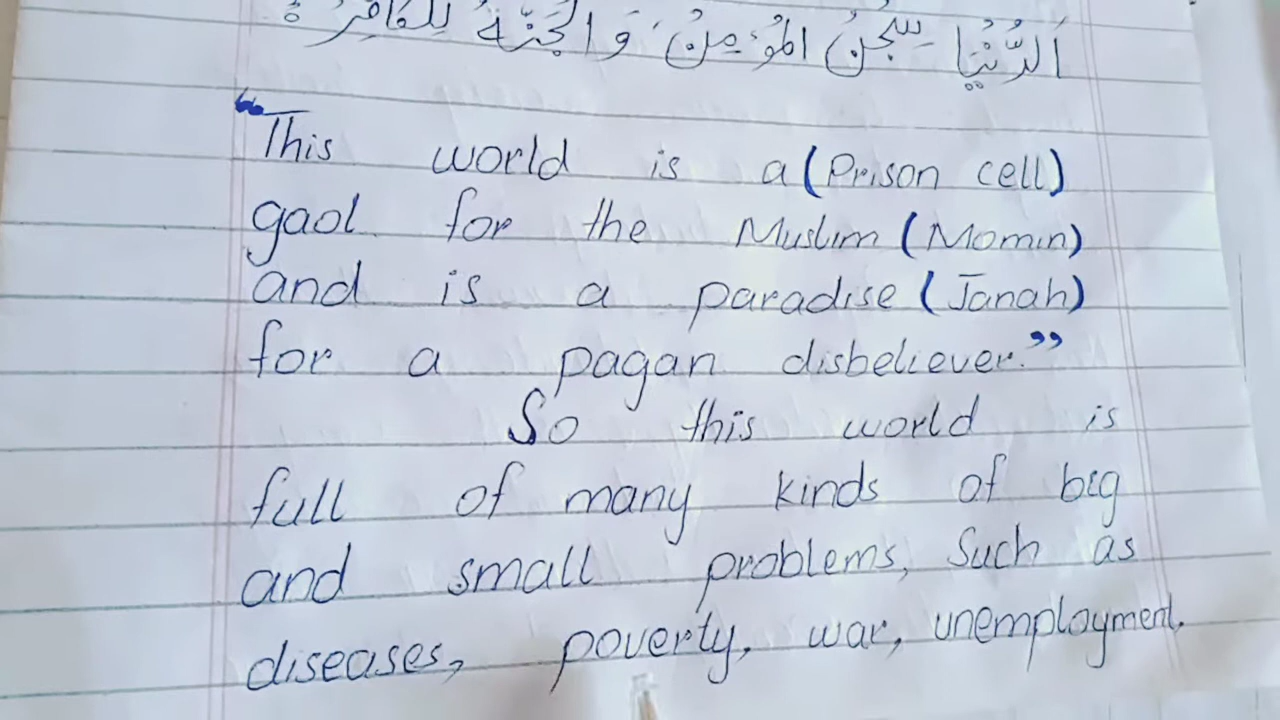 اَلدُّنْيَا سِجْنُ المُؤْمِنُ وَالْجَنَّةُ لِلْكَافِرُ ه
“This world is a (Prison cell)
gaol for the Muslim (Momin)
and is a paradise (Janah)
for a pagan disbeliever.”
So this world is
full of many kinds of big
and small problems, Such as
diseases, poverty, war, unemployment,